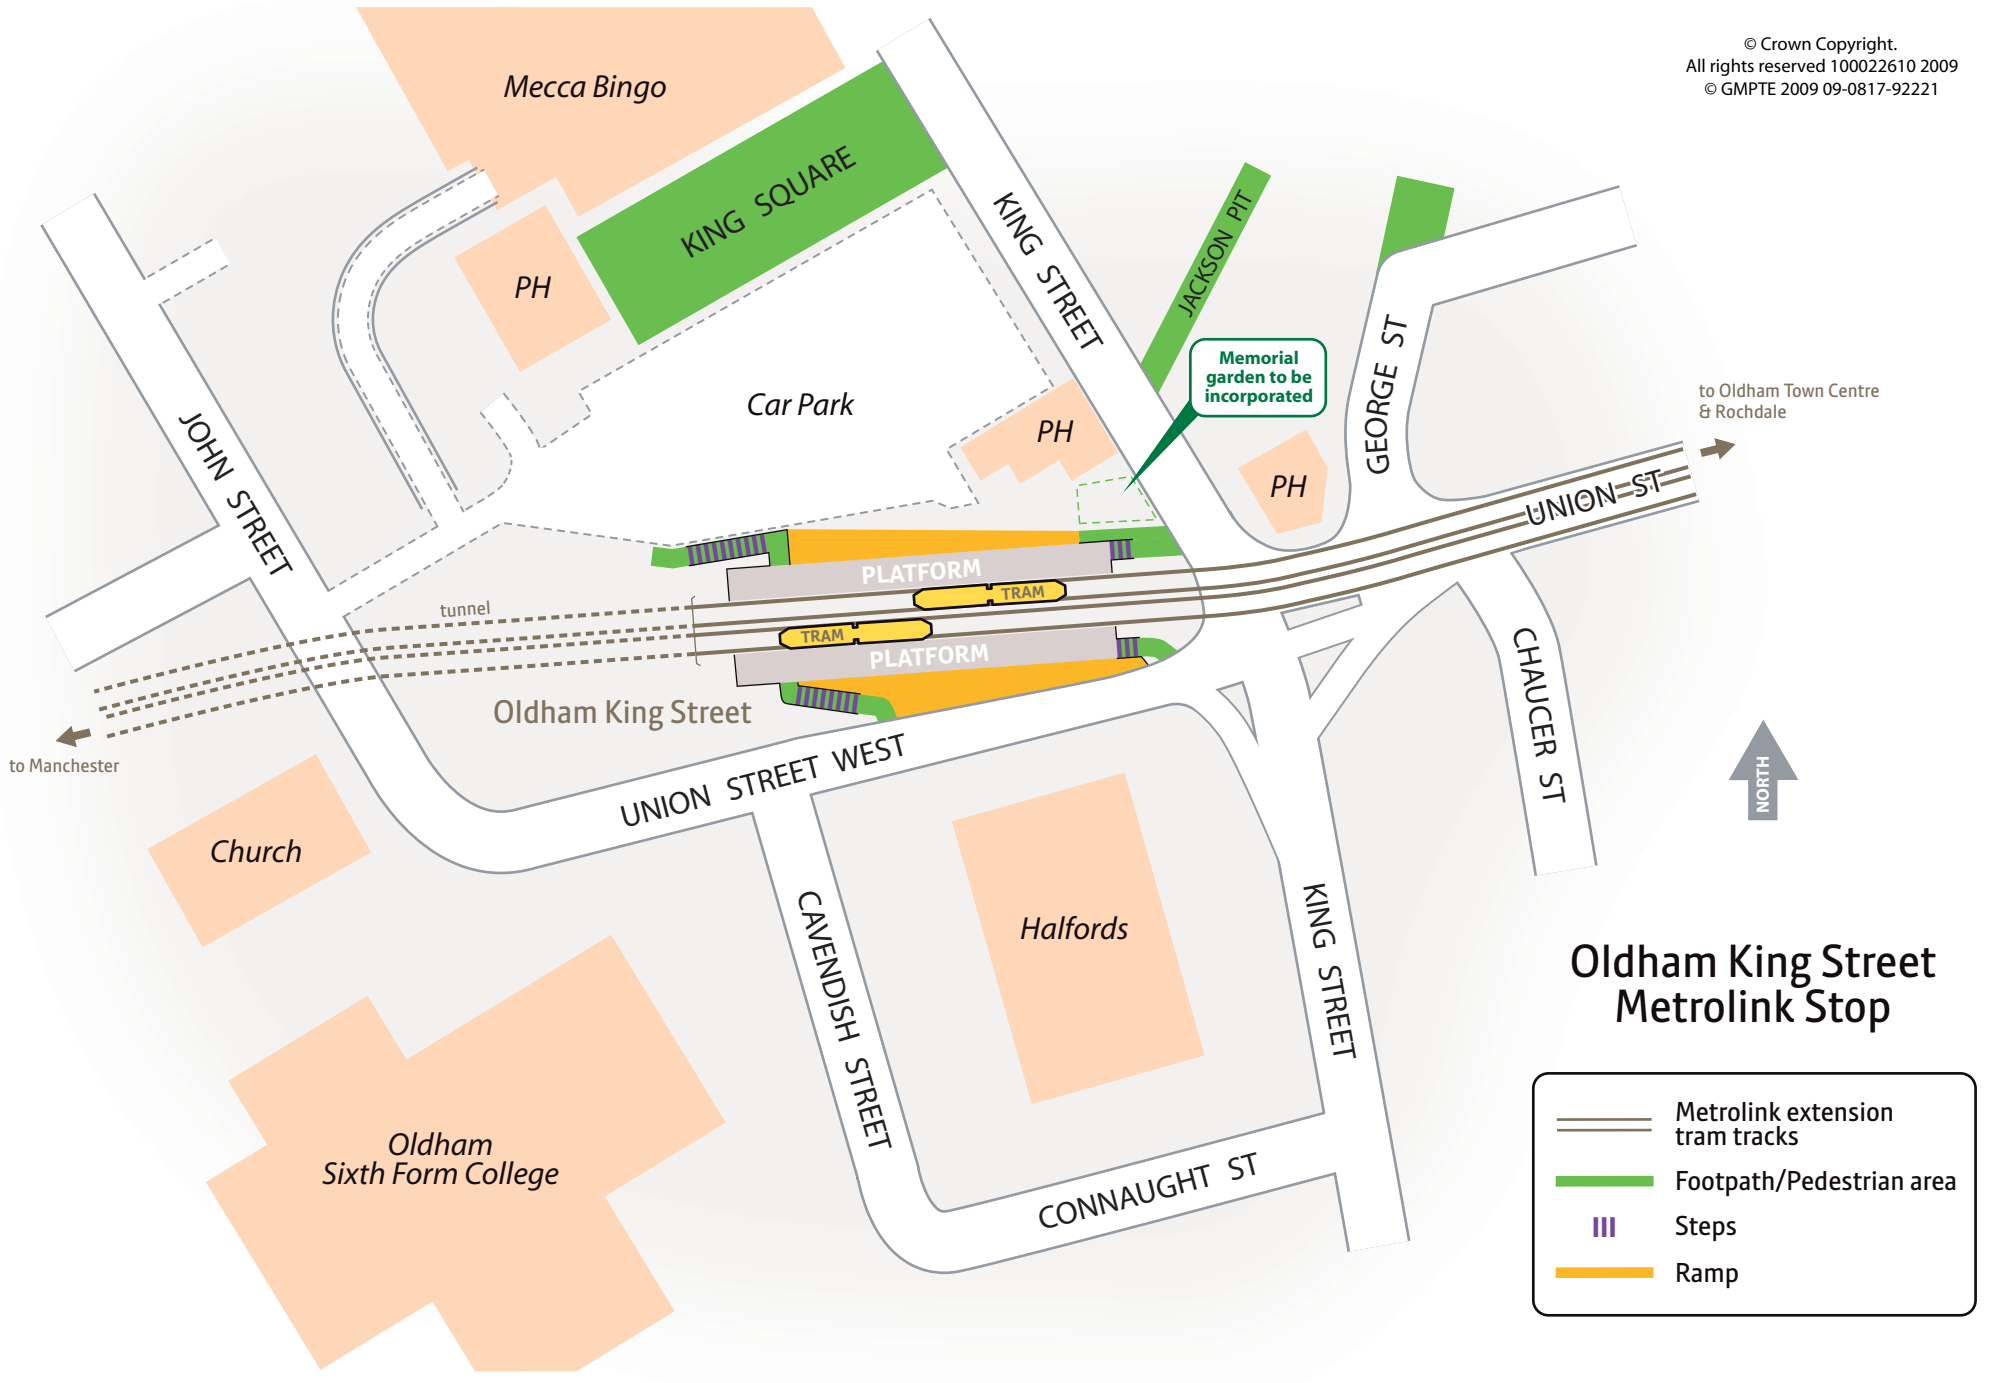 © Crown Copyright.
All rights reserved 100022610 2009
© GMPTE 2009 09-0817-92221
Mecca Bingo
KING SQUARE
KING STREET
JACKSON PIT
PH
GEORGE ST
Memorial
garden to be
incorporated
to Oldham Town Centre
& Rochdale
Car Park
JOHN STREET
PH
PH
UNION ST
PLATFORM
TRAM
tunnel
TRAM
PLATFORM
Oldham King Street
to Manchester
CHAUCER ST
UNION STREET WEST
NORTH
Church
Halfords
KING STREET
CAVENDISH STREET
Oldham King Street
Metrolink Stop
Oldham
Sixth Form College
CONNAUGHT ST
Metrolink extension
tram tracks
Footpath/Pedestrian area
Steps
Ramp